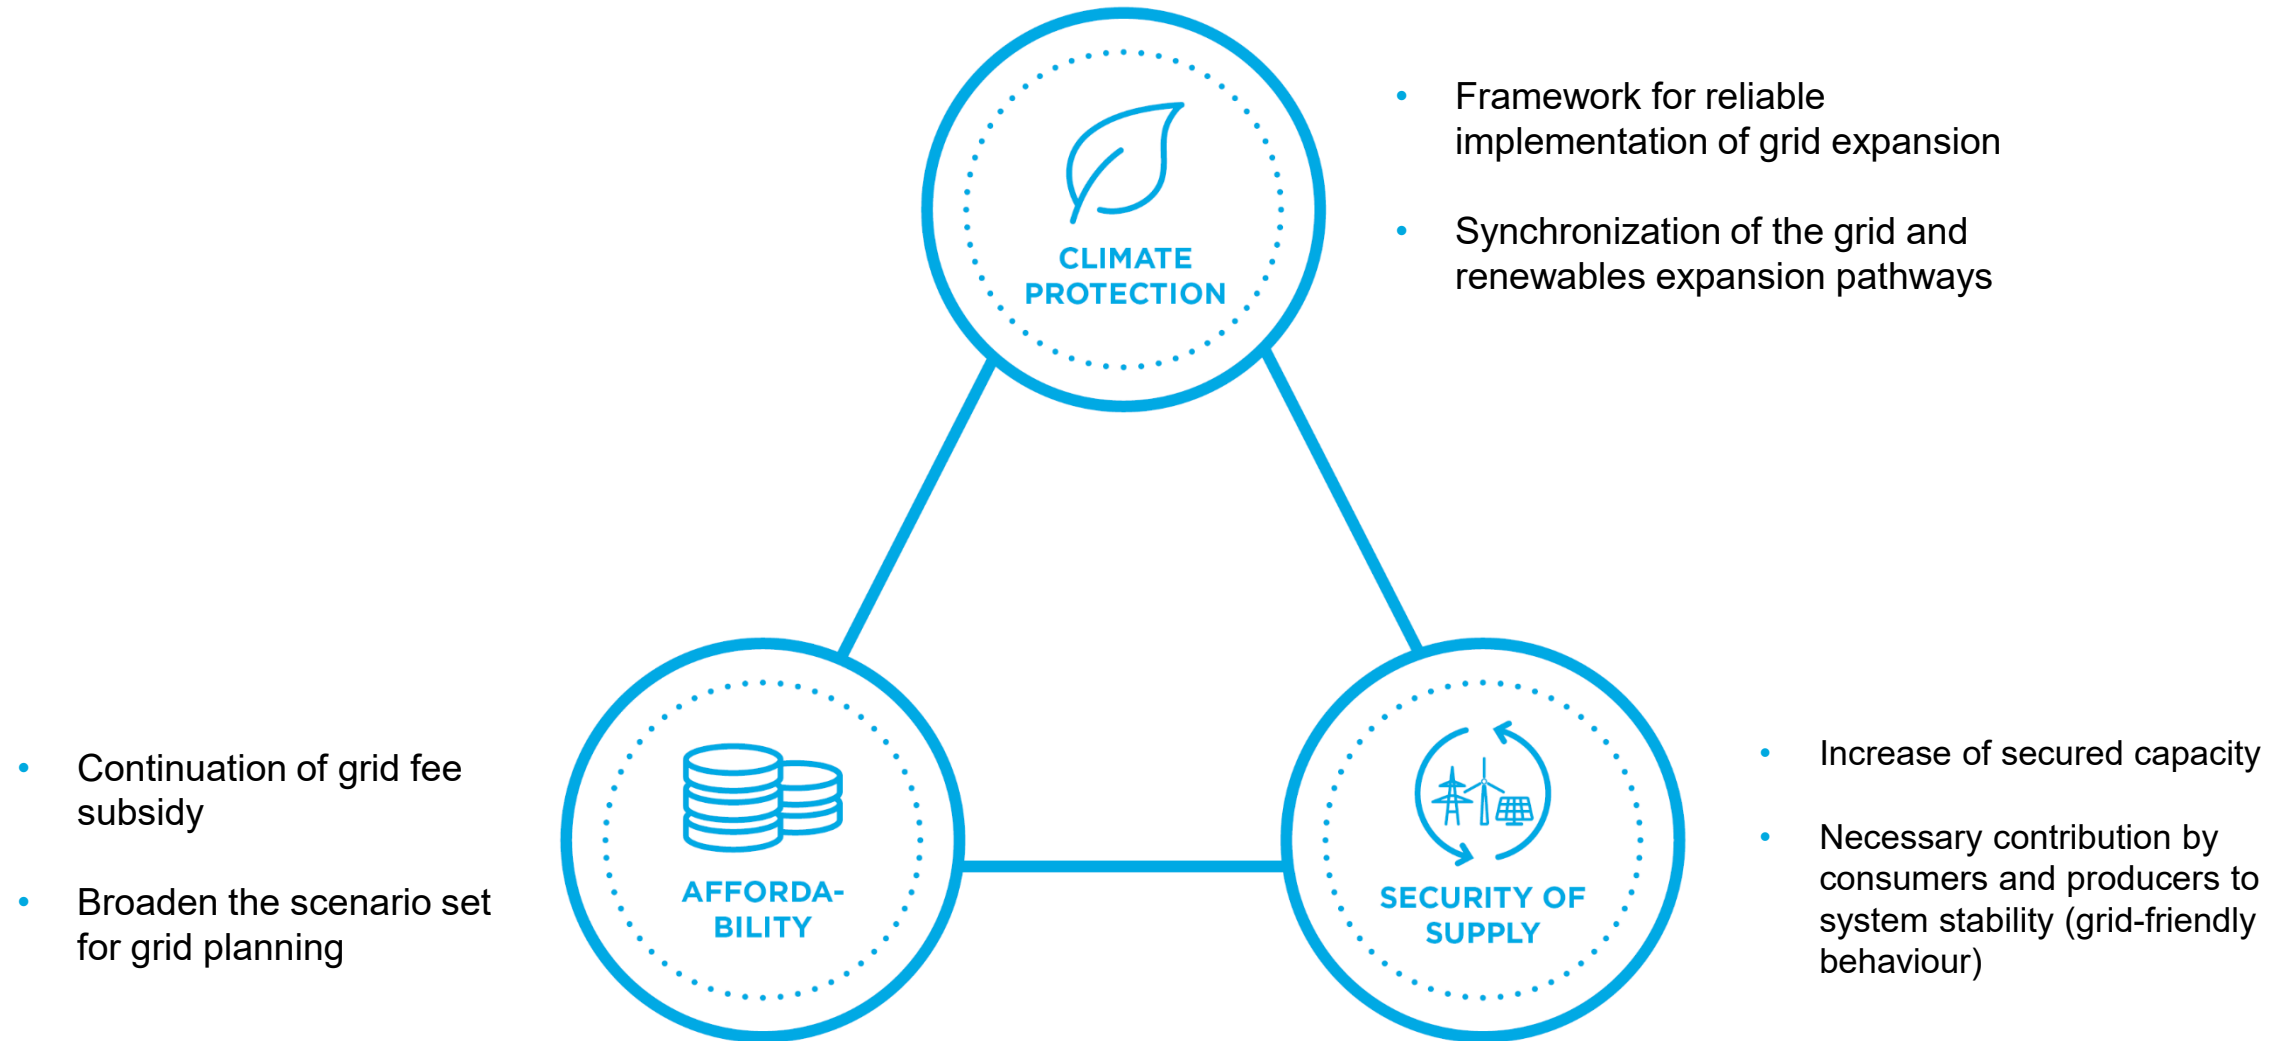 CLIMATE
PROTECTION
• Framework for reliable
implementation of grid expansion
• Synchronization of the grid and
renewables expansion pathways
• Continuation of grid fee
subsidy
• Broaden the scenario set
for grid planning
AFFORDA-
BILITY
SECURITY OF
SUPPLY
• Increase of secured capacity
• Necessary contribution by
consumers and producers to
system stability (grid-friendly
behaviour)